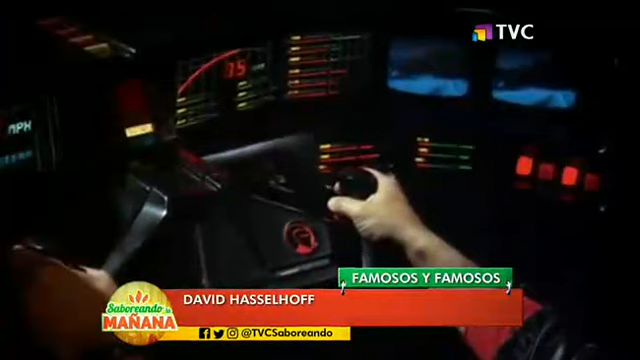 TVC
75
MPH
FAMOSOS Y FAMOSOS
DAVID HASSELHOFF
Saboreando la
MAÑANA
@TVCSaboreando